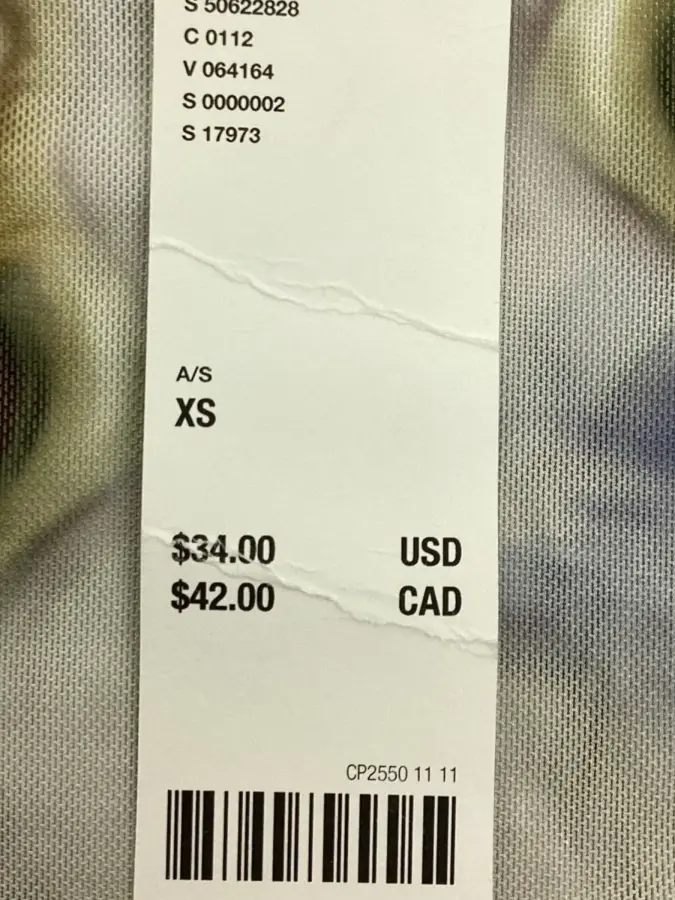 S 50622828
C 0112
V 064164
S 0000002
S 17973
A/S
XS
$34.00 USD
$42.00 CAD
CP2550 11 11